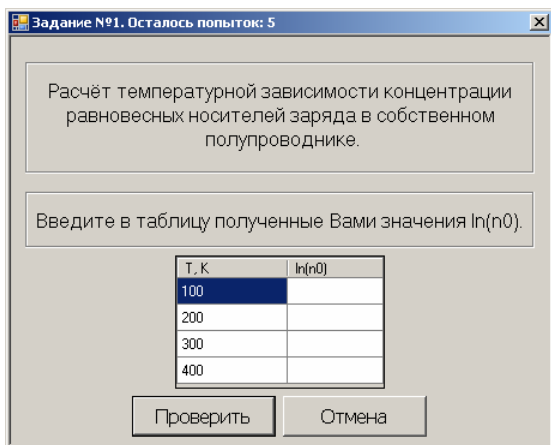 Задание №1. Осталось попыток: 5
Расчёт температурной зависимости концентрации
равновесных носителей заряда в собственном
полупроводнике.
Введите в таблицу полученные Вами значения ln(n0).
T, K ln(n0)
100
200
300
400
Проверить Отмена